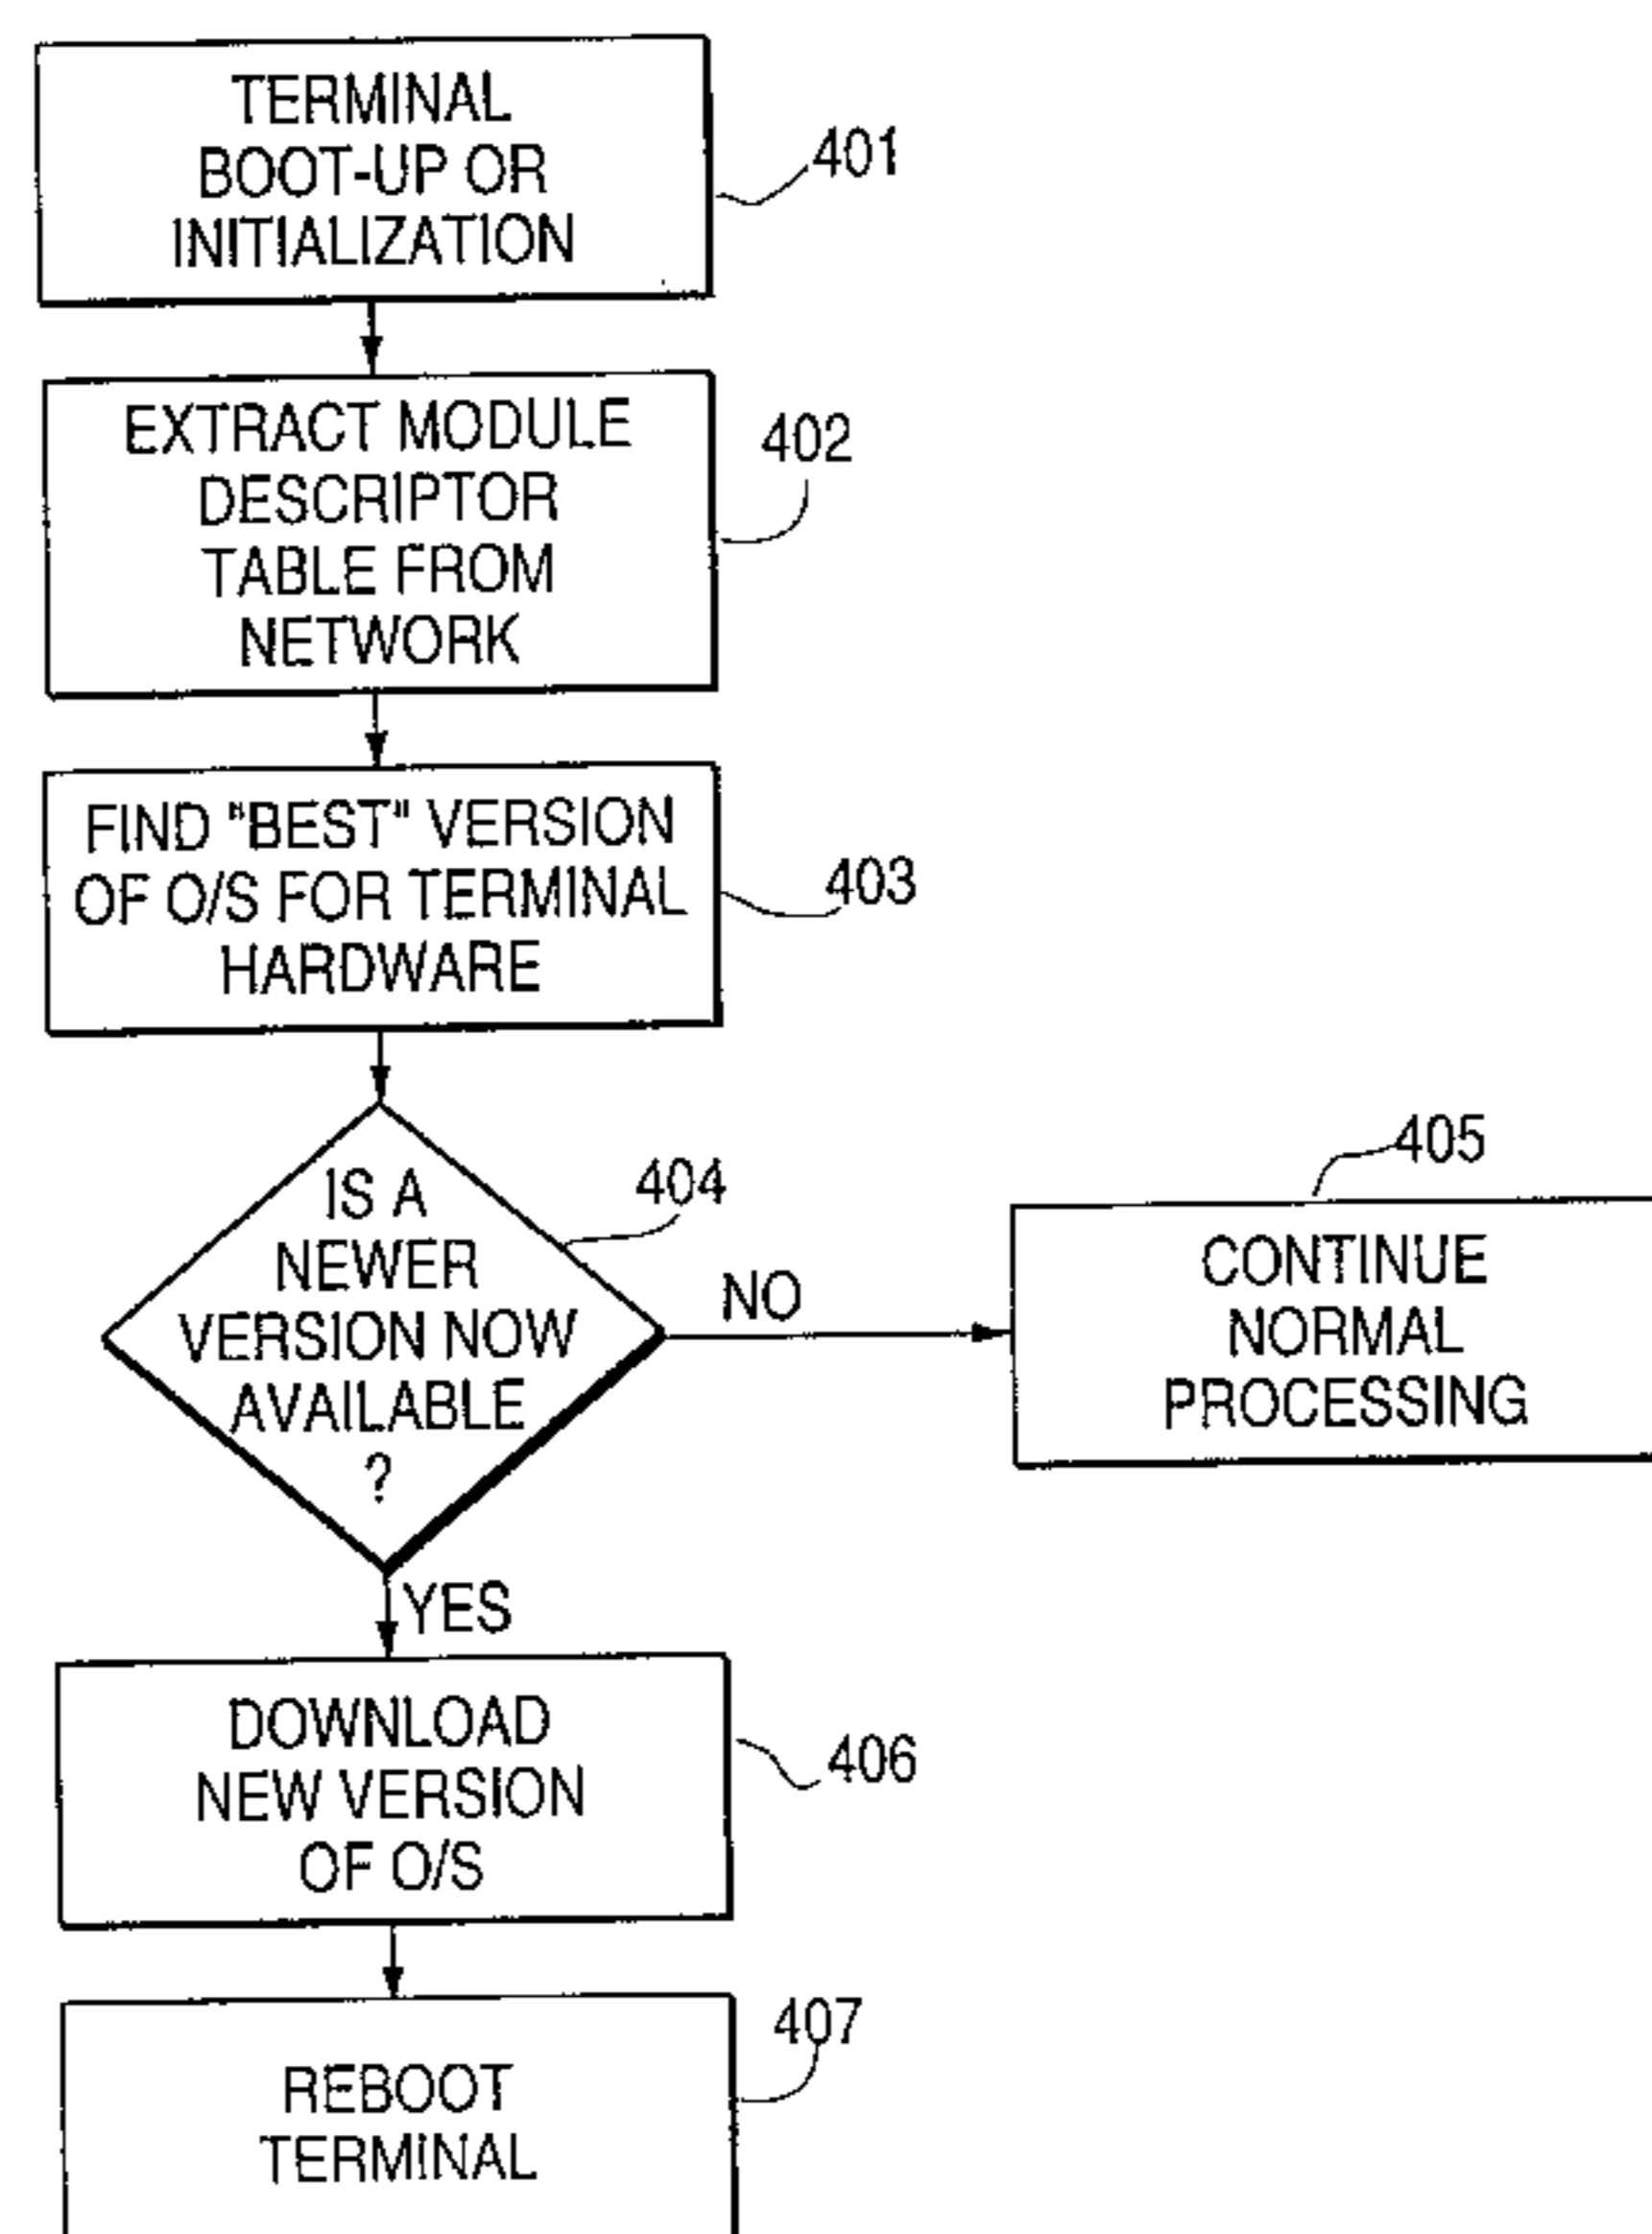 TERMINAL
BOOT-UP OR
INITIALIZATION
401
EXTRACT MODULE
DESCRIPTOR
TABLE FROM
NETWORK
402
FIND "BEST" VERSION
OF O/S FOR TERMINAL
HARDWARE
403
IS A
NEWER
VERSION NOW
AVAILABLE
?
404
NO
405
CONTINUE
NORMAL
PROCESSING
YES
DOWNLOAD
NEW VERSION
OF O/S
406
REBOOT
TERMINAL
407